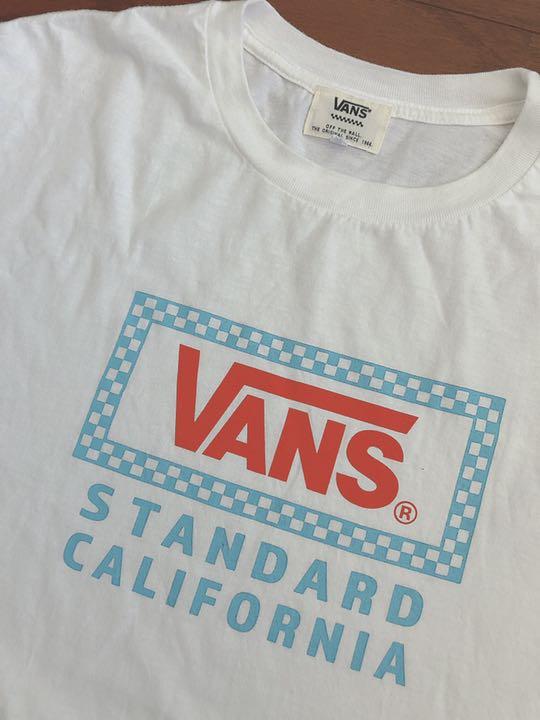 VANS
OFF THE WALL.
THE ORIGINAL SINCE 1966.
VANS®
STANDARD
CALIFORNIA